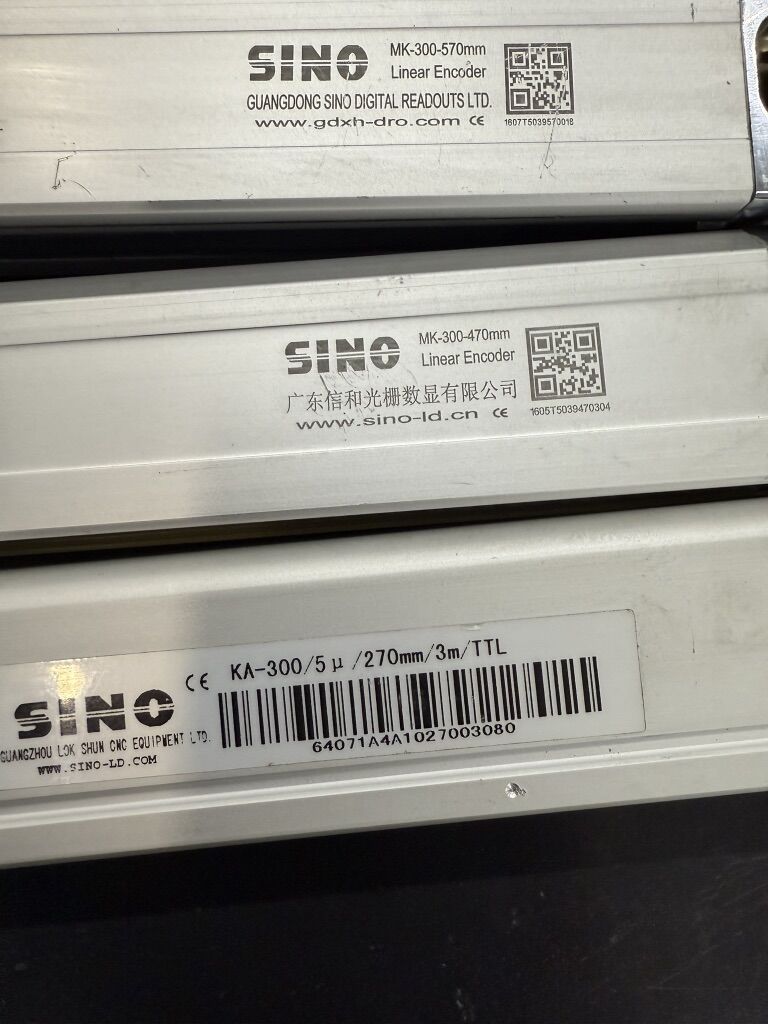 SINO
MK-300-570mm
Linear Encoder
GUANGDONG SINO DIGITAL READOUTS LTD.
www.gdxh-dro.com CE
1607T5039570018
SINO
MK-300-470mm
Linear Encoder
广东信和光栅数显有限公司
www.sino-ld.cn CE
1605T5039470304
SINO
CE KA-300/5μ/270mm/3m/TTL
GUANGZHOU LOK SHUN CNC EQUIPMENT LTD.
WWW.SINO-LD.COM
64071A4A1027003080